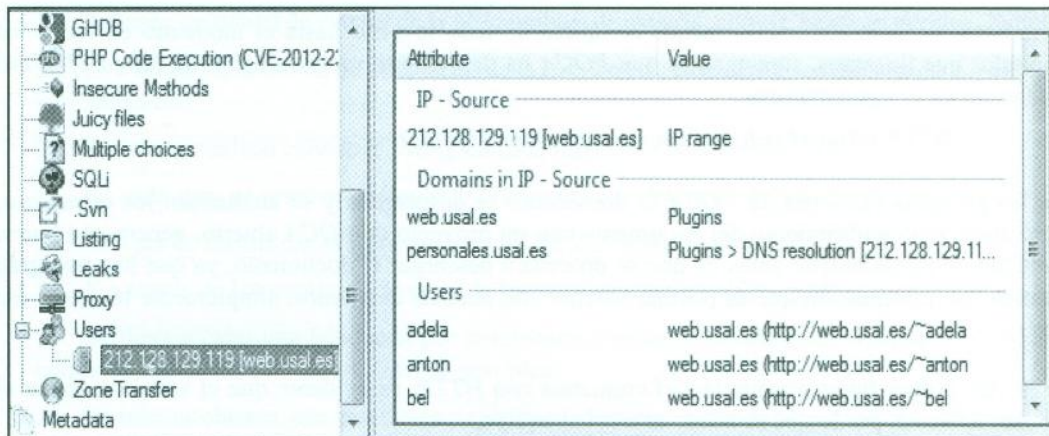 GHDB
PHP Code Execution (CVE-2012-2
Insecure Methods
Juicy files
Multiple choices
SQLi
.Svn
Listing
Leaks
Proxy
Users
212.128.129.119 [web.usal.es]
ZoneTransfer
Metadata
Attribute Value
IP - Source
212.128.129.119 [web.usal.es] IP range
Domains in IP - Source
web.usal.es Plugins
personales.usal.es Plugins > DNS resolution [212.128.129.11...
Users
adela web.usal.es (http://web.usal.es/~adela
anton web.usal.es (http://web.usal.es/~anton
bel web.usal.es (http://web.usal.es/~bel